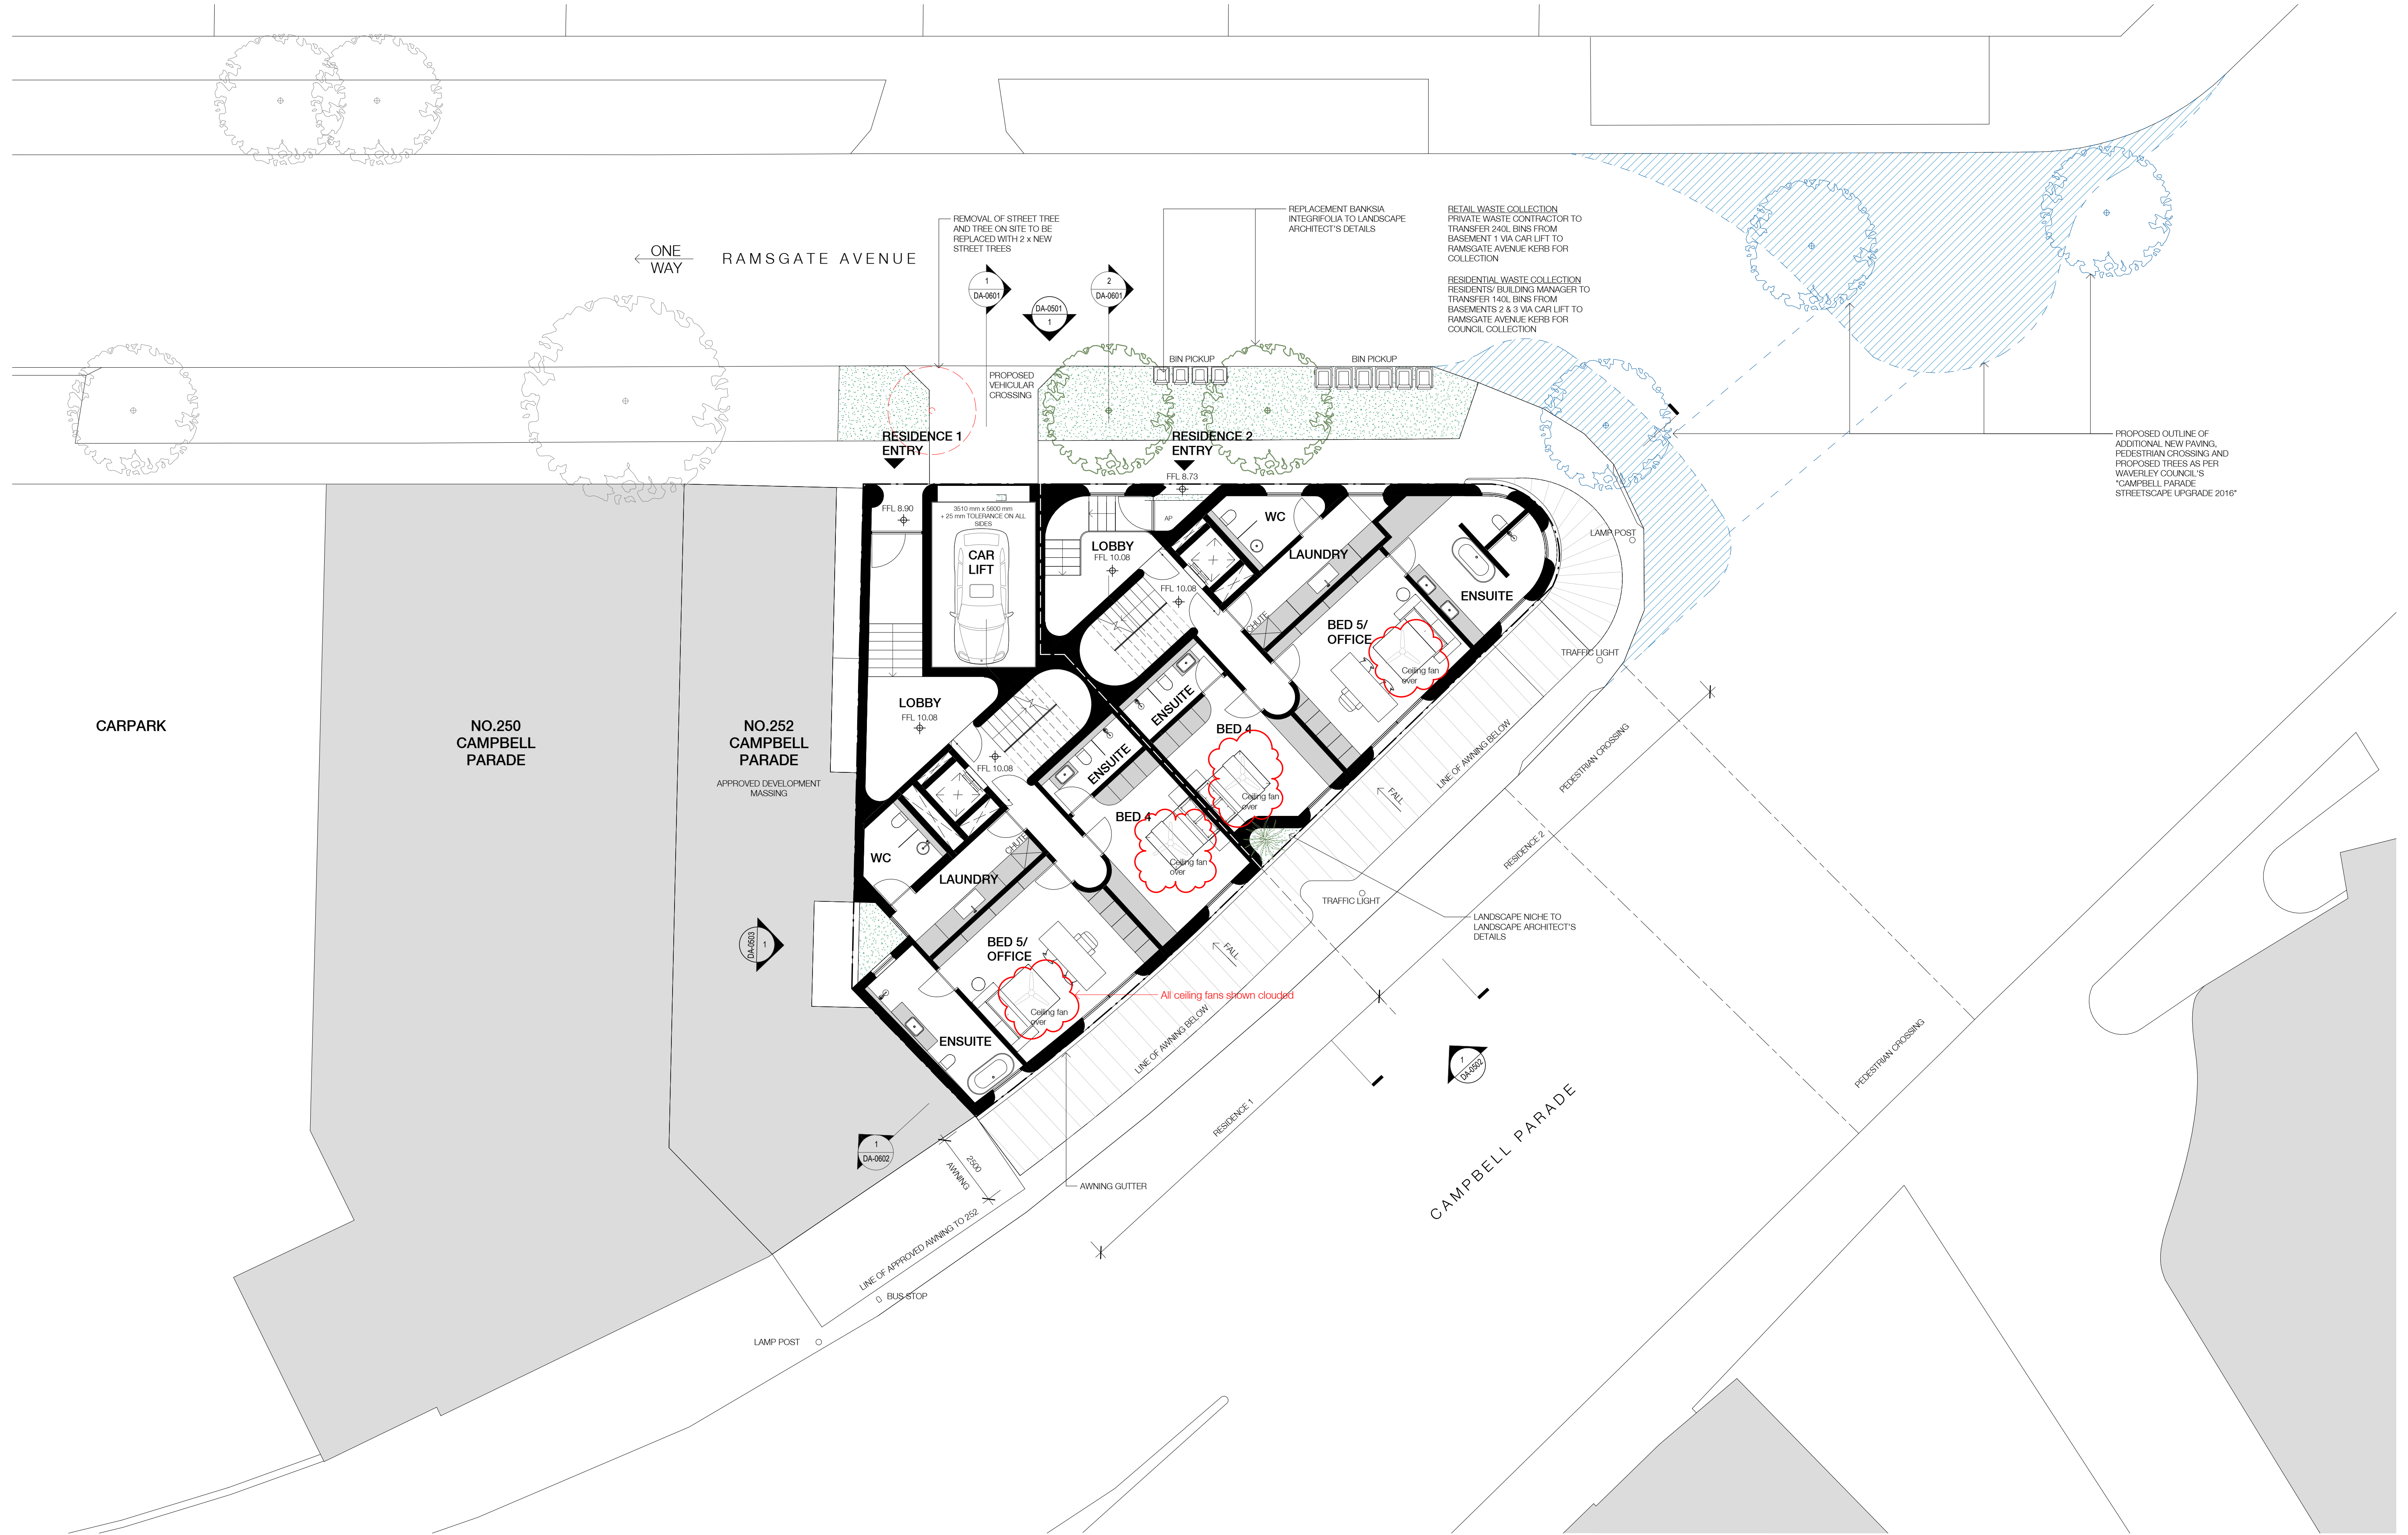 REMOVAL OF STREET TREE
AND TREE ON SITE TO BE
REPLACED WITH 2 x NEW
STREET TREES
REPLACEMENT BANKSIA
INTEGRIFOLIA TO LANDSCAPE
ARCHITECT'S DETAILS
RETAIL WASTE COLLECTION
PRIVATE WASTE CONTRACTOR TO
TRANSFER 240L BINS FROM
BASEMENT 1 VIA CAR LIFT TO
RAMSGATE AVENUE KERB FOR
COLLECTION
RESIDENTIAL WASTE COLLECTION
RESIDENTS/ BUILDING MANAGER TO
TRANSFER 140L BINS FROM
BASEMENTS 2 & 3 VIA CAR LIFT TO
RAMSGATE AVENUE KERB FOR
COUNCIL COLLECTION
ONE
WAY
RAMSGATE AVENUE
1
DA-0601
2
DA-0601
DA-0501
1
BIN PICKUP
BIN PICKUP
PROPOSED
VEHICULAR
CROSSING
RESIDENCE 1
ENTRY
RESIDENCE 2
ENTRY
FFL 8.73
PROPOSED OUTLINE OF
ADDITIONAL NEW PAVING,
PEDESTRIAN CROSSING AND
PROPOSED TREES AS PER
WAVERLEY COUNCIL'S
"CAMPBELL PARADE
STREETSCAPE UPGRADE 2016"
FFL 8.90
3510 mm x 5600 mm
+ 25 mm TOLERANCE ON ALL
SIDES
CAR
LIFT
AP
LOBBY
FFL 10.08
WC
LAUNDRY
LAMP POST
FFL 10.08
ENSUITE
CHUTE
BED 5/
OFFICE
TRAFFIC LIGHT
Ceiling fan
over
LOBBY
FFL 10.08
ENSUITE
BED 4
CARPARK
NO.250
CAMPBELL
PARADE
NO.252
CAMPBELL
PARADE
APPROVED DEVELOPMENT
MASSING
FFL 10.08
ENSUITE
Ceiling fan
over
BED 4
LINE OF AWNING BELOW
FALL
PEDESTRIAN CROSSING
RESIDENCE 2
WC
CHUTE
LAUNDRY
Ceiling fan
over
TRAFFIC LIGHT
LANDSCAPE NICHE TO
LANDSCAPE ARCHITECT'S
DETAILS
DA-0503
1
BED 5/
OFFICE
FALL
All ceiling fans shown clouded
Ceiling fan
over
ENSUITE
LINE OF AWNING BELOW
1
DA-0502
PEDESTRIAN CROSSING
RESIDENCE 1
CAMPBELL PARADE
1
DA-0602
2500
AWNING
AWNING GUTTER
LINE OF APPROVED AWNING TO 252
BUS STOP
LAMP POST